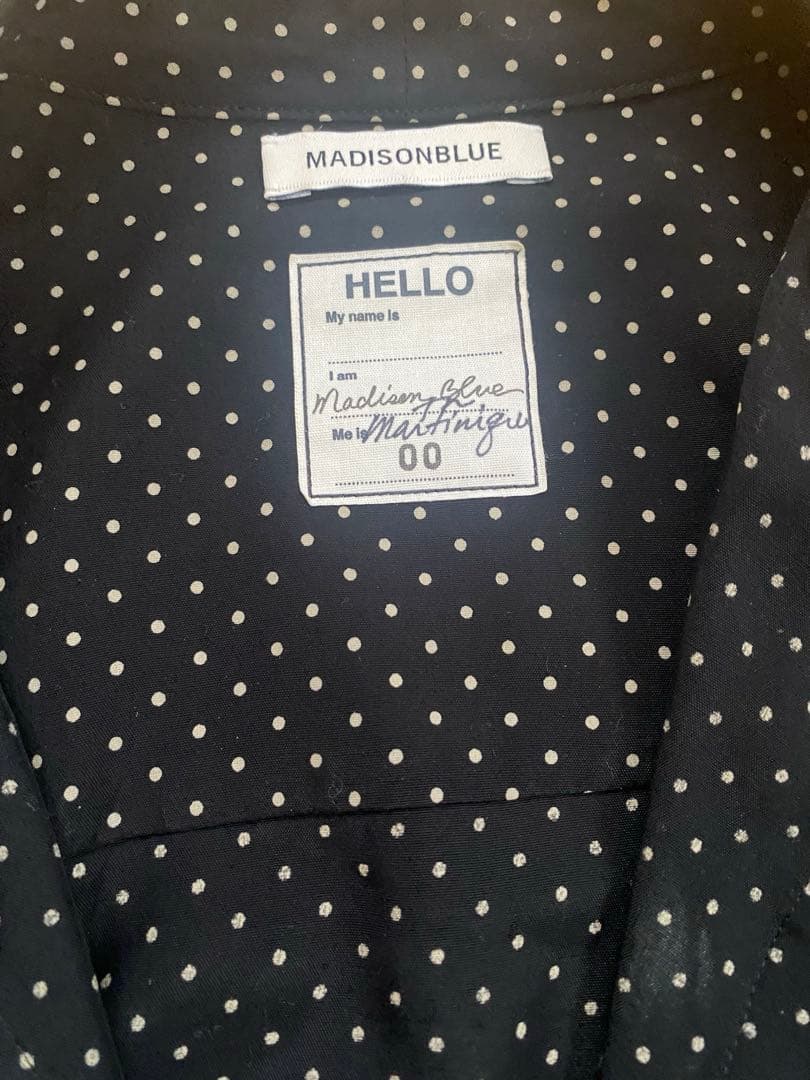 MADISONBLUE
HELLO
My name Is
I am
Madison Blue
Me is Martinique
00